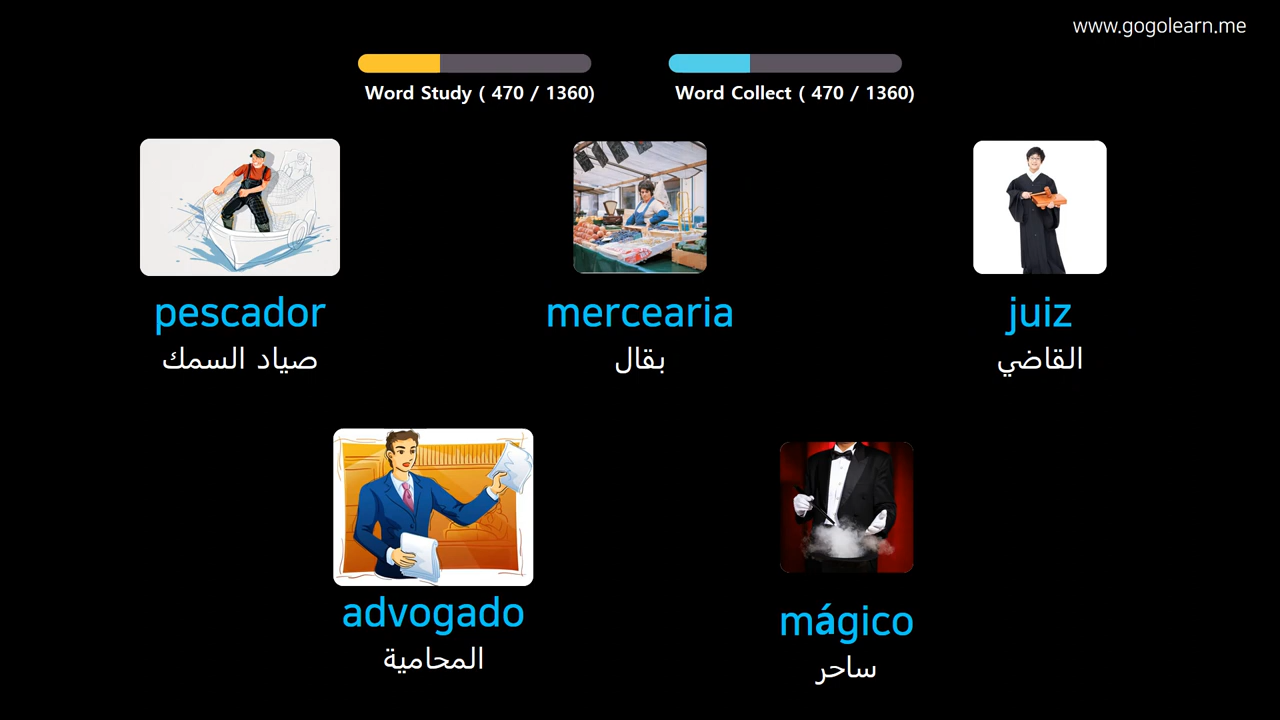 www.gogolearn.me
Word Study ( 470 / 1360)
Word Collect ( 470 / 1360)
pescador
صياد السمك
mercearia
بقال
juiz
القاضي
advogado
المحامية
mágico
ساحر